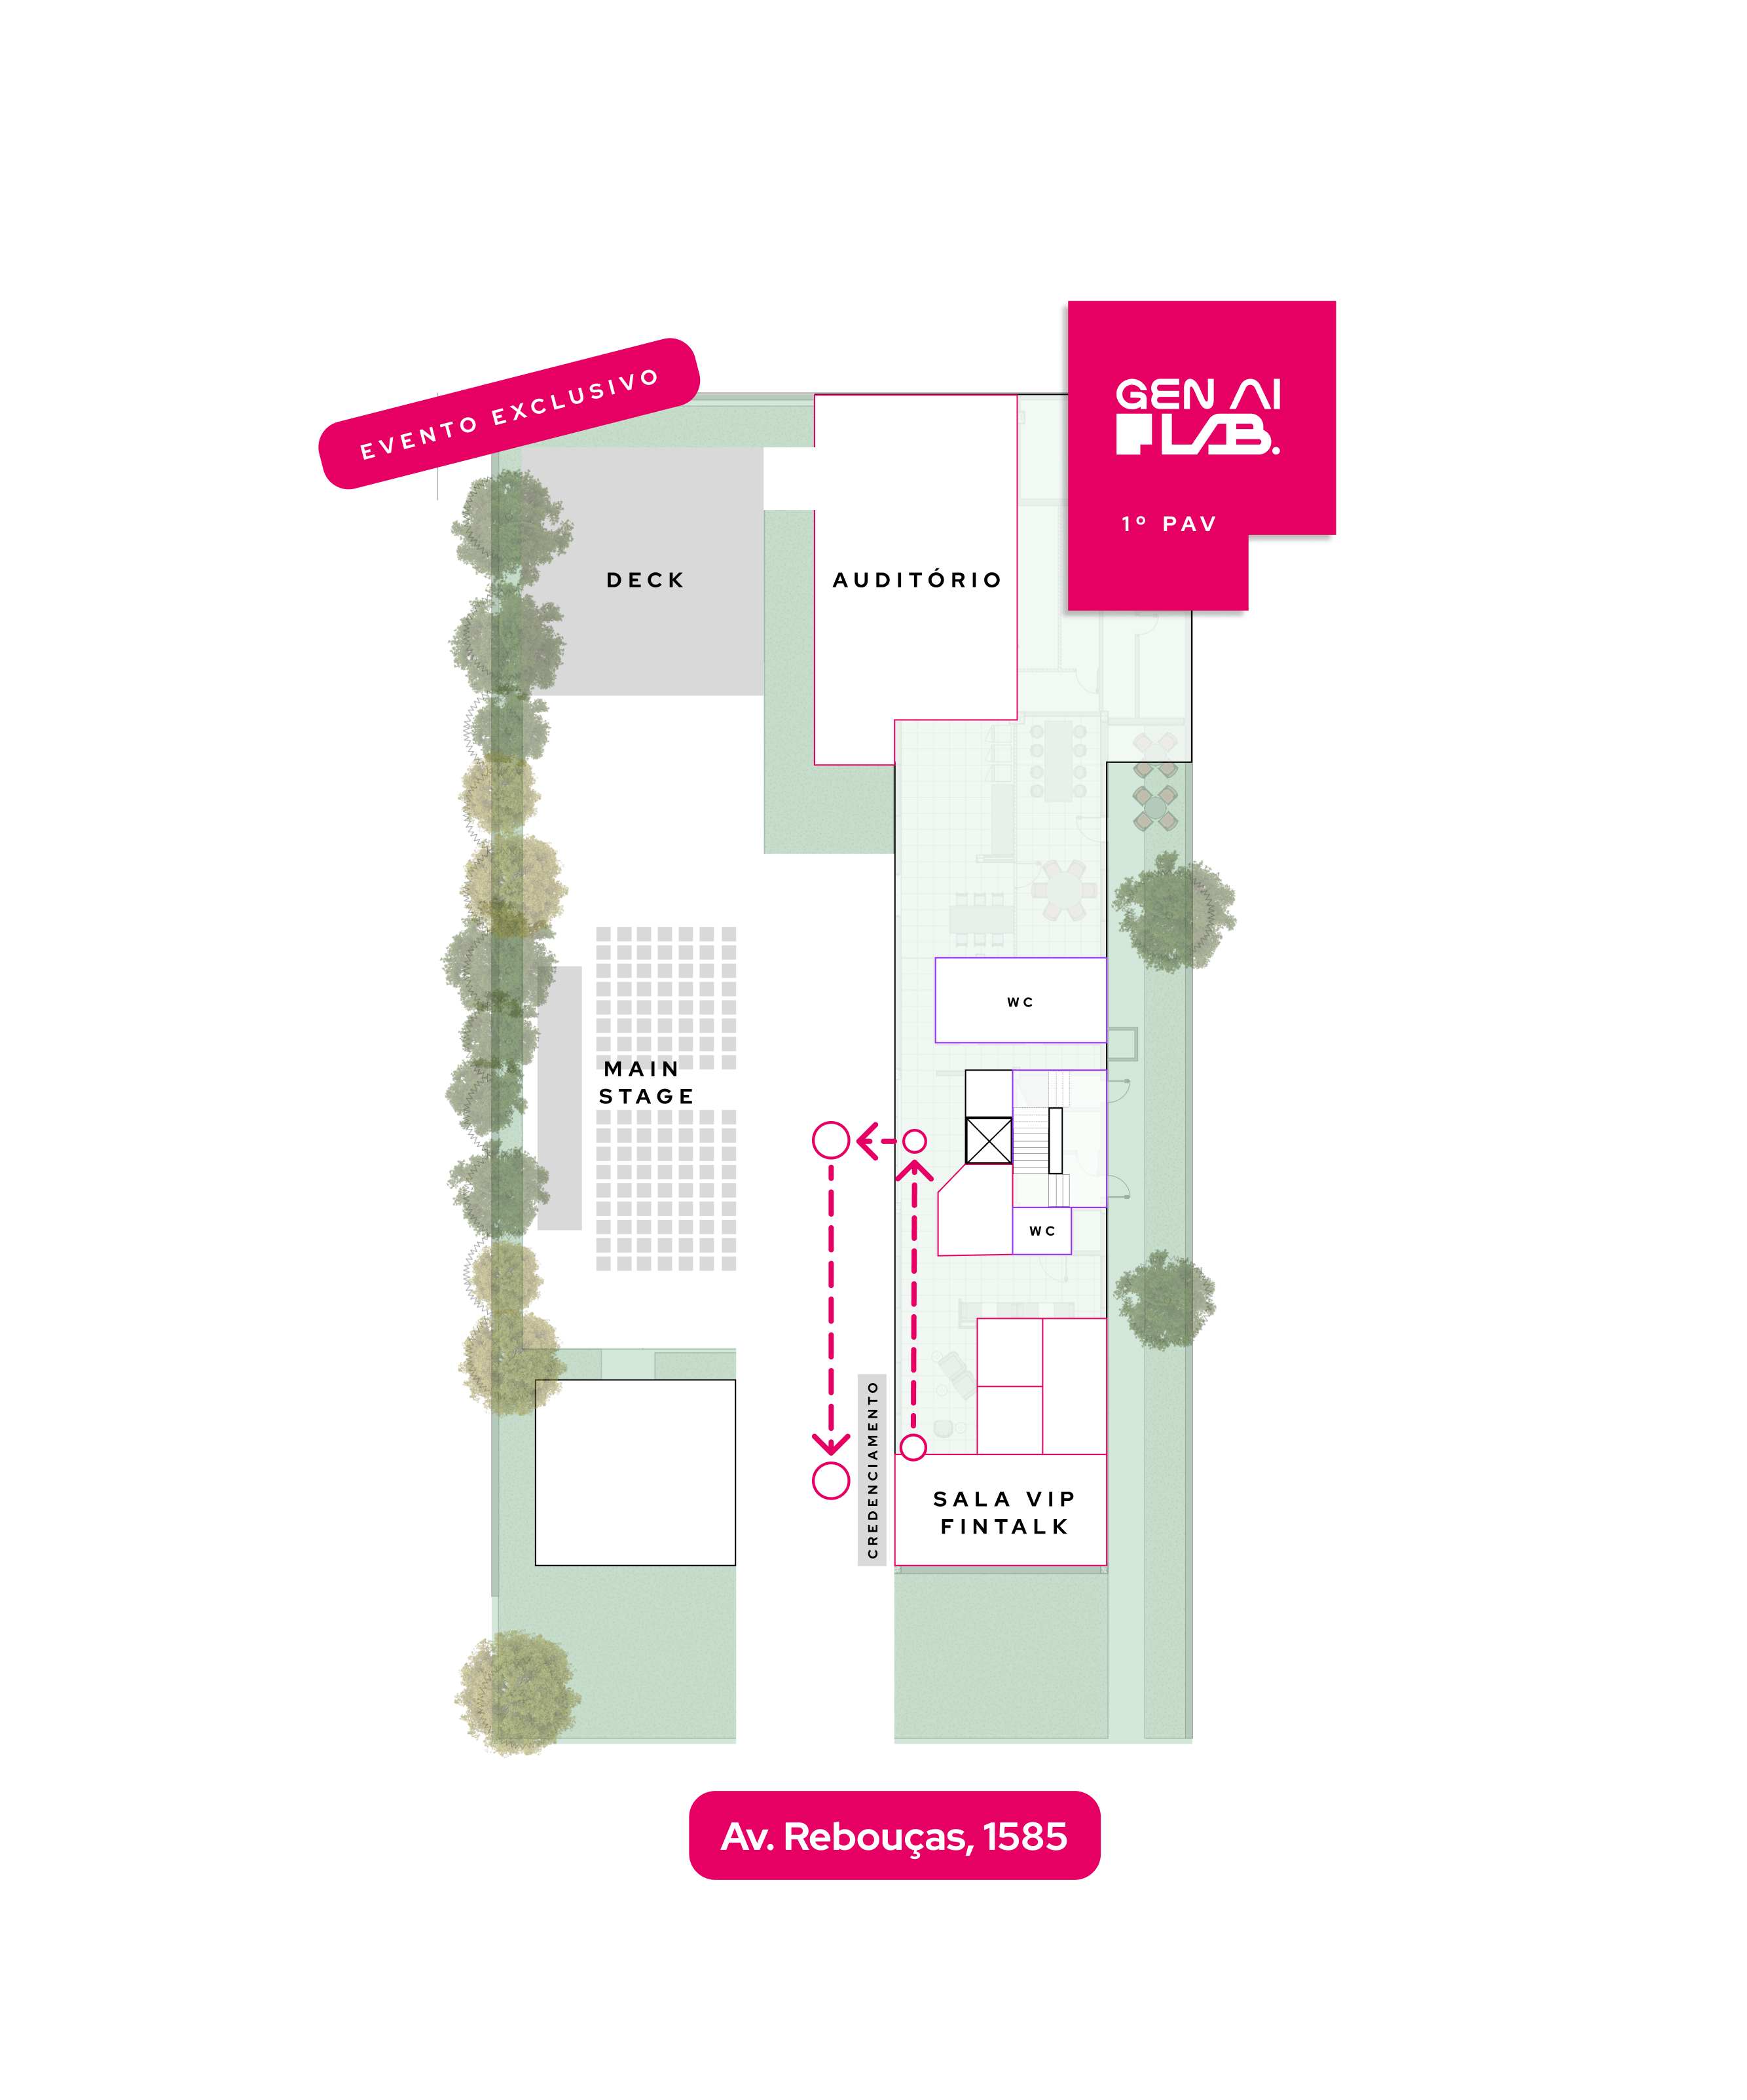 EVENTO EXCLUSIVO
GEN AI
LAB.
1º PAV
DECK
AUDITÓRIO
WC
MAIN
STAGE
WC
CREDENCIAMENTO
SALA VIP
FINTALK
Av. Rebouças, 1585